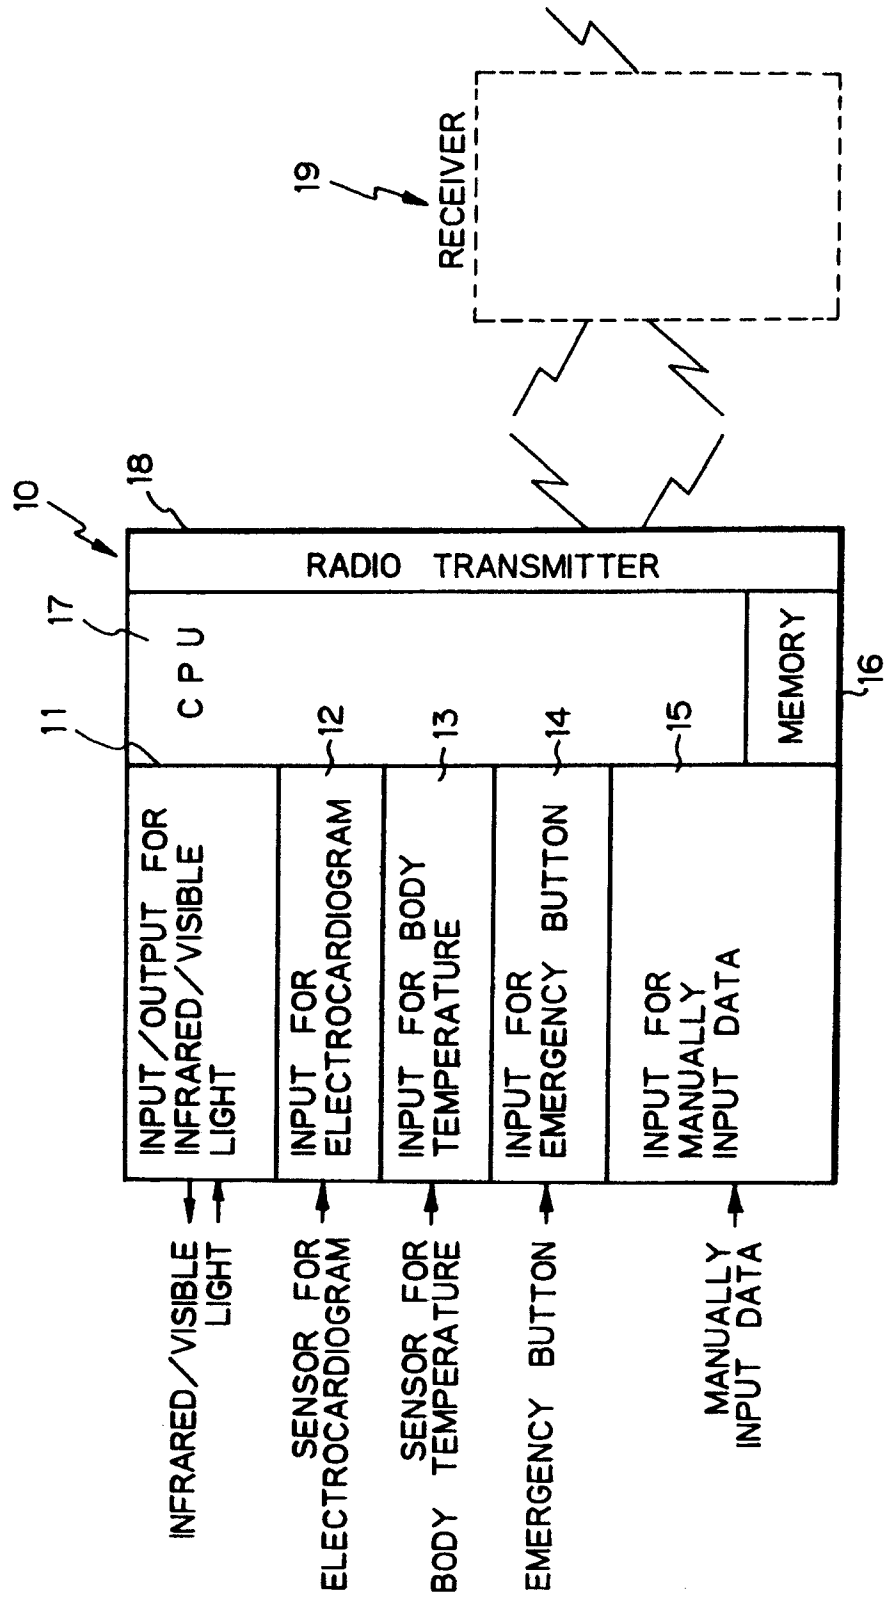 INFRARED/VISIBLE
LIGHT
SENSOR FOR
ELECTROCARDIOGRAM
SENSOR FOR
BODY TEMPERATURE
EMERGENCY BUTTON
MANUALLY
INPUT DATA
INPUT/OUTPUT FOR
INFRARED/VISIBLE
LIGHT
11
INPUT FOR
ELECTROCARDIOGRAM
12
INPUT FOR BODY
TEMPERATURE
13
INPUT FOR
EMERGENCY BUTTON
14
INPUT FOR
MANUALLY
INPUT DATA
15
17
CPU
MEMORY
16
10
18
RADIO TRANSMITTER
19
RECEIVER